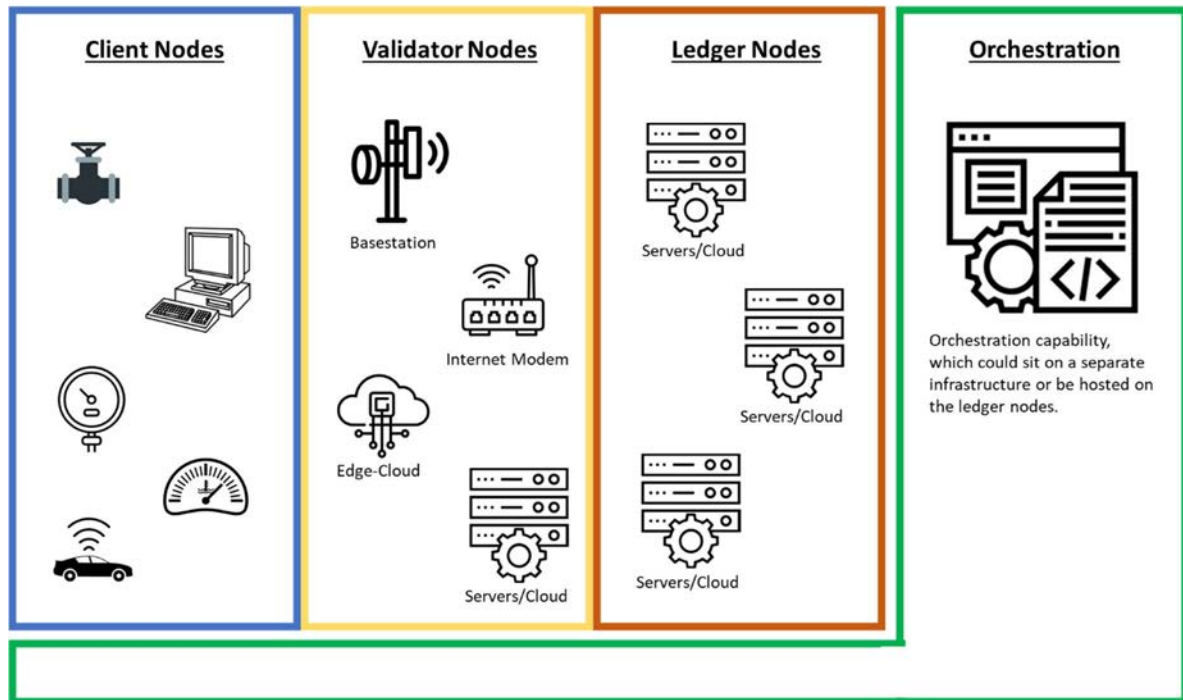 Client Nodes
Validator Nodes
Basestation
Internet Modem
Edge-Cloud
Servers/Cloud
Ledger Nodes
Servers/Cloud
Servers/Cloud
Servers/Cloud
Orchestration
Orchestration capability,
which could sit on a separate
infrastructure or be hosted on
the ledger nodes.